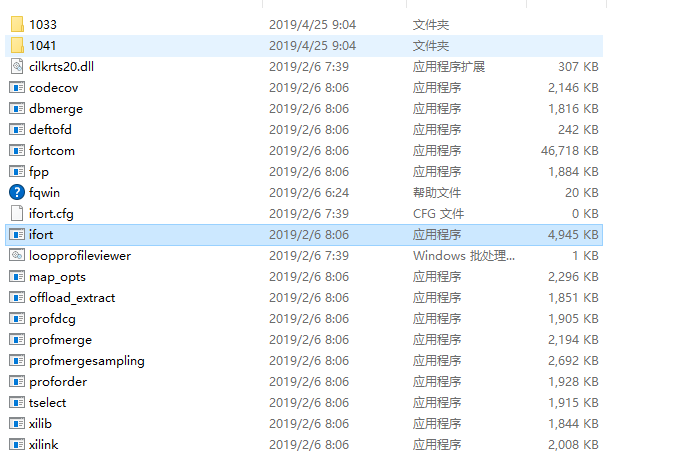 1033 2019/4/25 9:04 文件夹
1041 2019/4/25 9:04 文件夹
cilkrts20.dll 2019/2/6 7:39 应用程序扩展 307 KB
codecov 2019/2/6 8:06 应用程序 2,146 KB
dbmerge 2019/2/6 8:06 应用程序 1,816 KB
deftofd 2019/2/6 8:06 应用程序 242 KB
fortcom 2019/2/6 8:06 应用程序 46,718 KB
fpp 2019/2/6 8:06 应用程序 1,884 KB
fqwin 2019/2/6 6:24 帮助文件 20 KB
ifort.cfg 2019/2/6 7:39 CFG 文件 0 KB
ifort 2019/2/6 8:06 应用程序 4,945 KB
loopprofileviewer 2019/2/6 7:39 Windows 批处理... 1 KB
map_opts 2019/2/6 8:06 应用程序 2,296 KB
offload_extract 2019/2/6 8:06 应用程序 1,851 KB
profdcg 2019/2/6 8:06 应用程序 1,905 KB
profmerge 2019/2/6 8:06 应用程序 2,194 KB
profmergesampling 2019/2/6 8:06 应用程序 2,692 KB
proforder 2019/2/6 8:06 应用程序 1,928 KB
tselect 2019/2/6 8:06 应用程序 1,915 KB
xilib 2019/2/6 8:06 应用程序 1,844 KB
xilink 2019/2/6 8:06 应用程序 2,008 KB